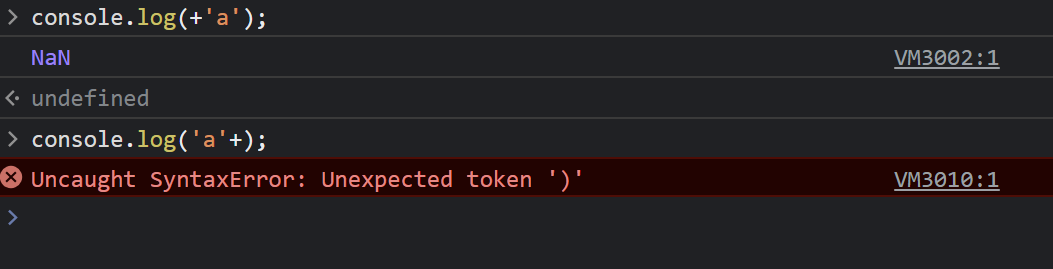 > console.log(+'a');
NaN VM3002:1
undefined
> console.log('a'+);
Uncaught SyntaxError: Unexpected token ')' VM3010:1
>